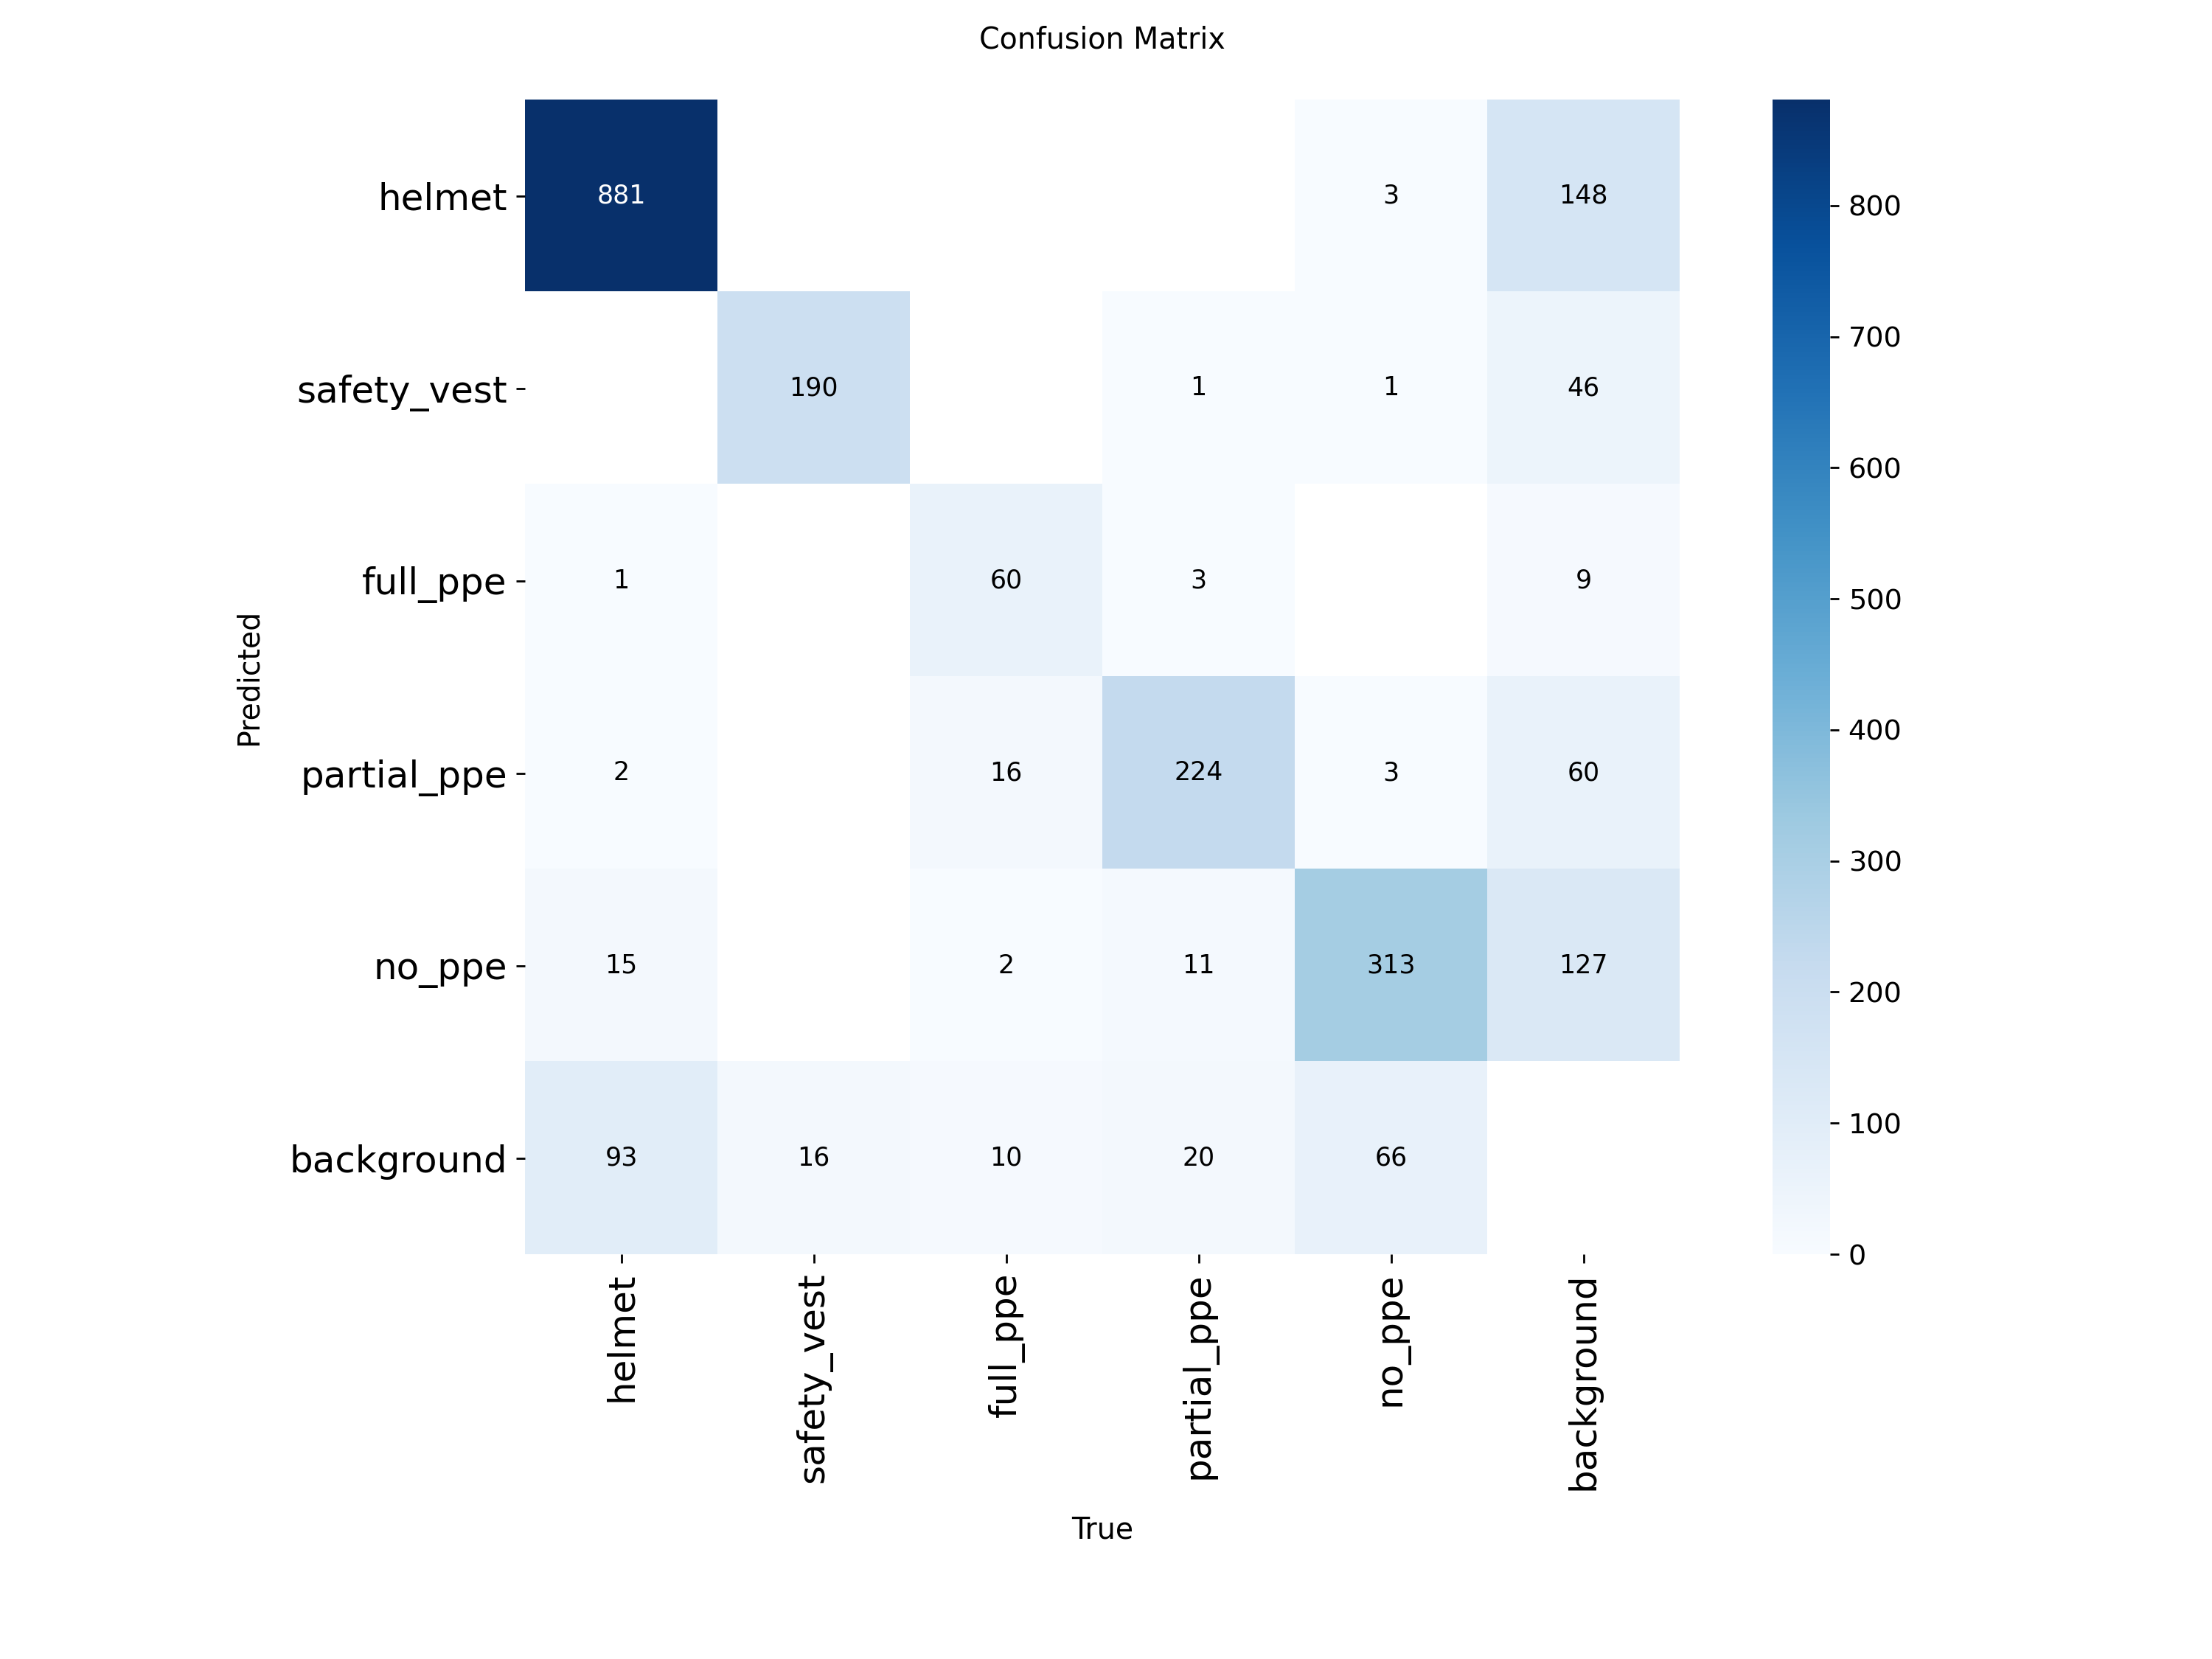 Confusion Matrix
helmet 881 3 148
safety_vest 190 1 1 46
full_ppe 1 60 3 9
partial_ppe 2 16 224 3 60
no_ppe 15 2 11 313 127
background 93 16 10 20 66
Predicted
helmet safety_vest full_ppe partial_ppe no_ppe background
True
800
700
600
500
400
300
200
100
0